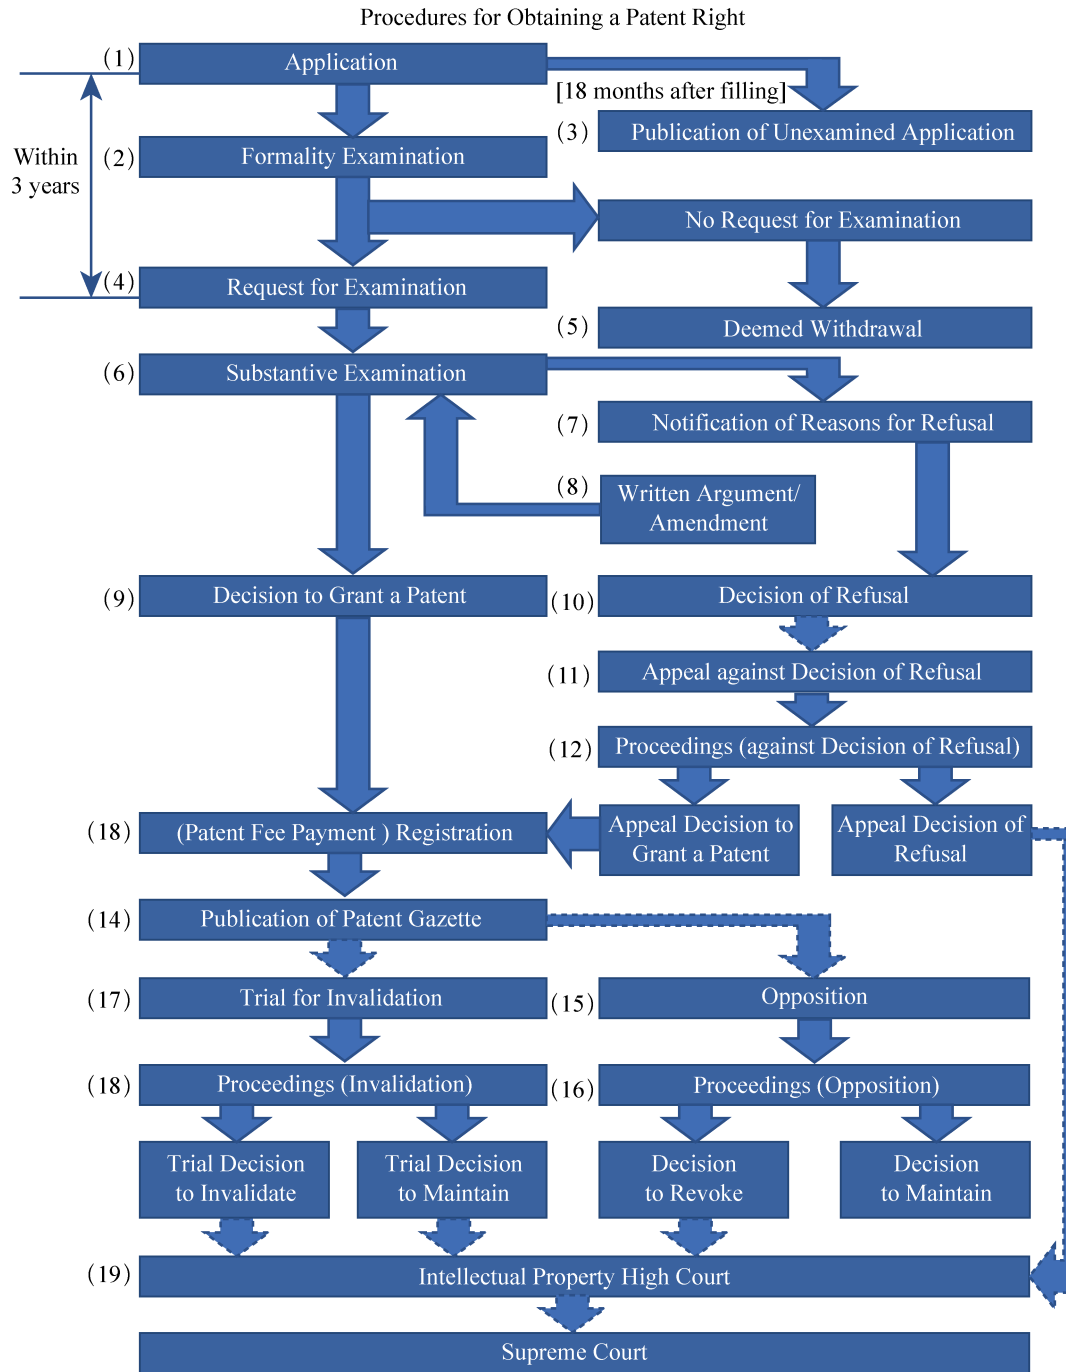 Procedures for Obtaining a Patent Right
(1)
Application
[18 months after filling]
(3)
Publication of Unexamined Application
Within
3 years
(2)
Formality Examination
No Request for Examination
(4)
Request for Examination
(5)
Deemed Withdrawal
(6)
Substantive Examination
(7)
Notification of Reasons for Refusal
(8)
Written Argument/
Amendment
(9)
Decision to Grant a Patent
(10)
Decision of Refusal
(11)
Appeal against Decision of Refusal
(12)
Proceedings (against Decision of Refusal)
(18)
(Patent Fee Payment ) Registration
Appeal Decision to
Grant a Patent
Appeal Decision of
Refusal
(14)
Publication of Patent Gazette
(17)
Trial for Invalidation
(15)
Opposition
(18)
Proceedings (Invalidation)
(16)
Proceedings (Opposition)
Trial Decision
to Invalidate
Trial Decision
to Maintain
Decision
to Revoke
Decision
to Maintain
(19)
Intellectual Property High Court
Supreme Court